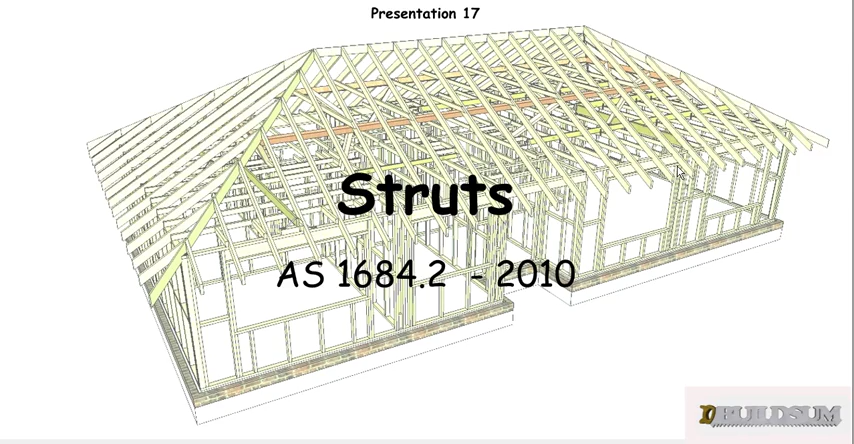 Presentation 17
Struts
AS 1684.2 - 2010
BUILDSUM